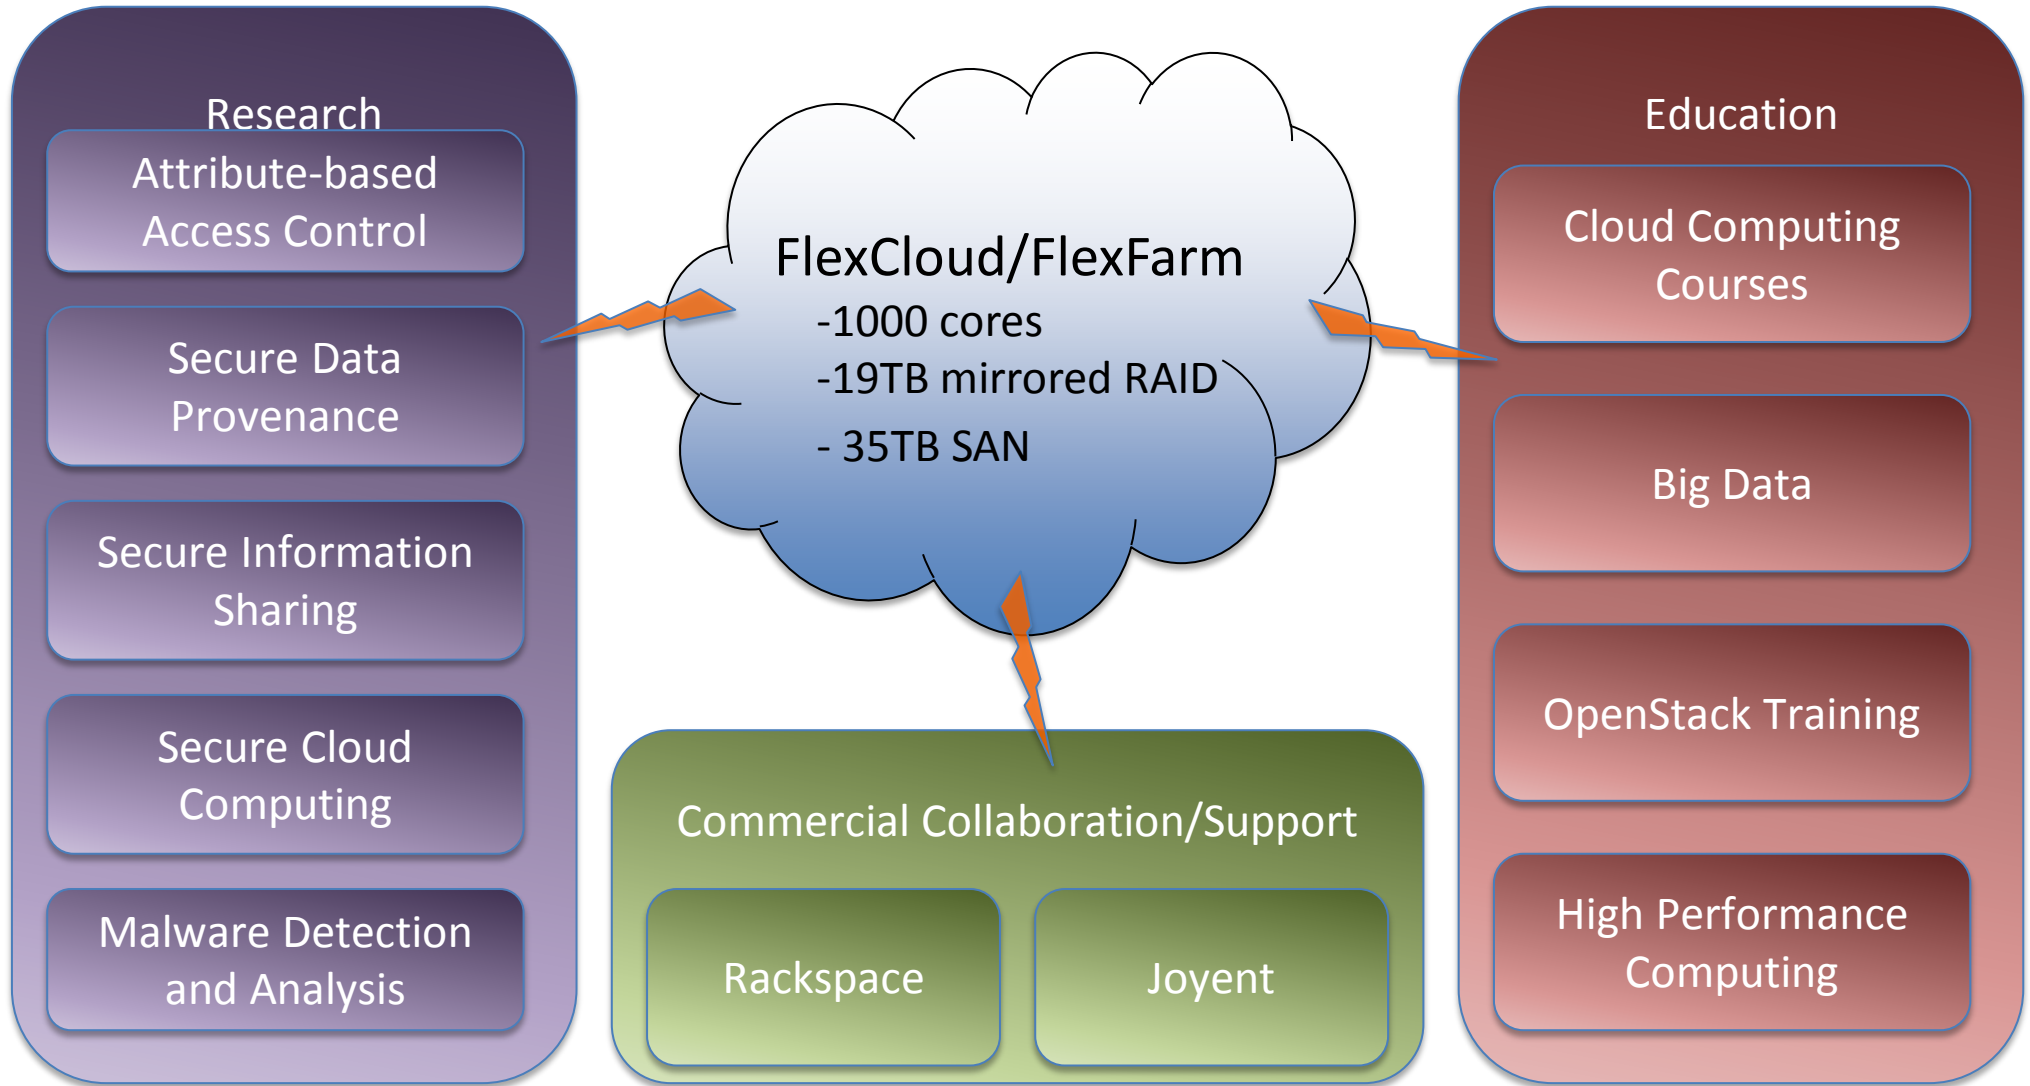 Research
Attribute-based
Access Control
Secure Data
Provenance
Secure Information
Sharing
Secure Cloud
Computing
Malware Detection
and Analysis
FlexCloud/FlexFarm
-1000 cores
-19TB mirrored RAID
- 35TB SAN
Commercial Collaboration/Support
Rackspace
Joyent
Education
Cloud Computing
Courses
Big Data
OpenStack Training
High Performance
Computing